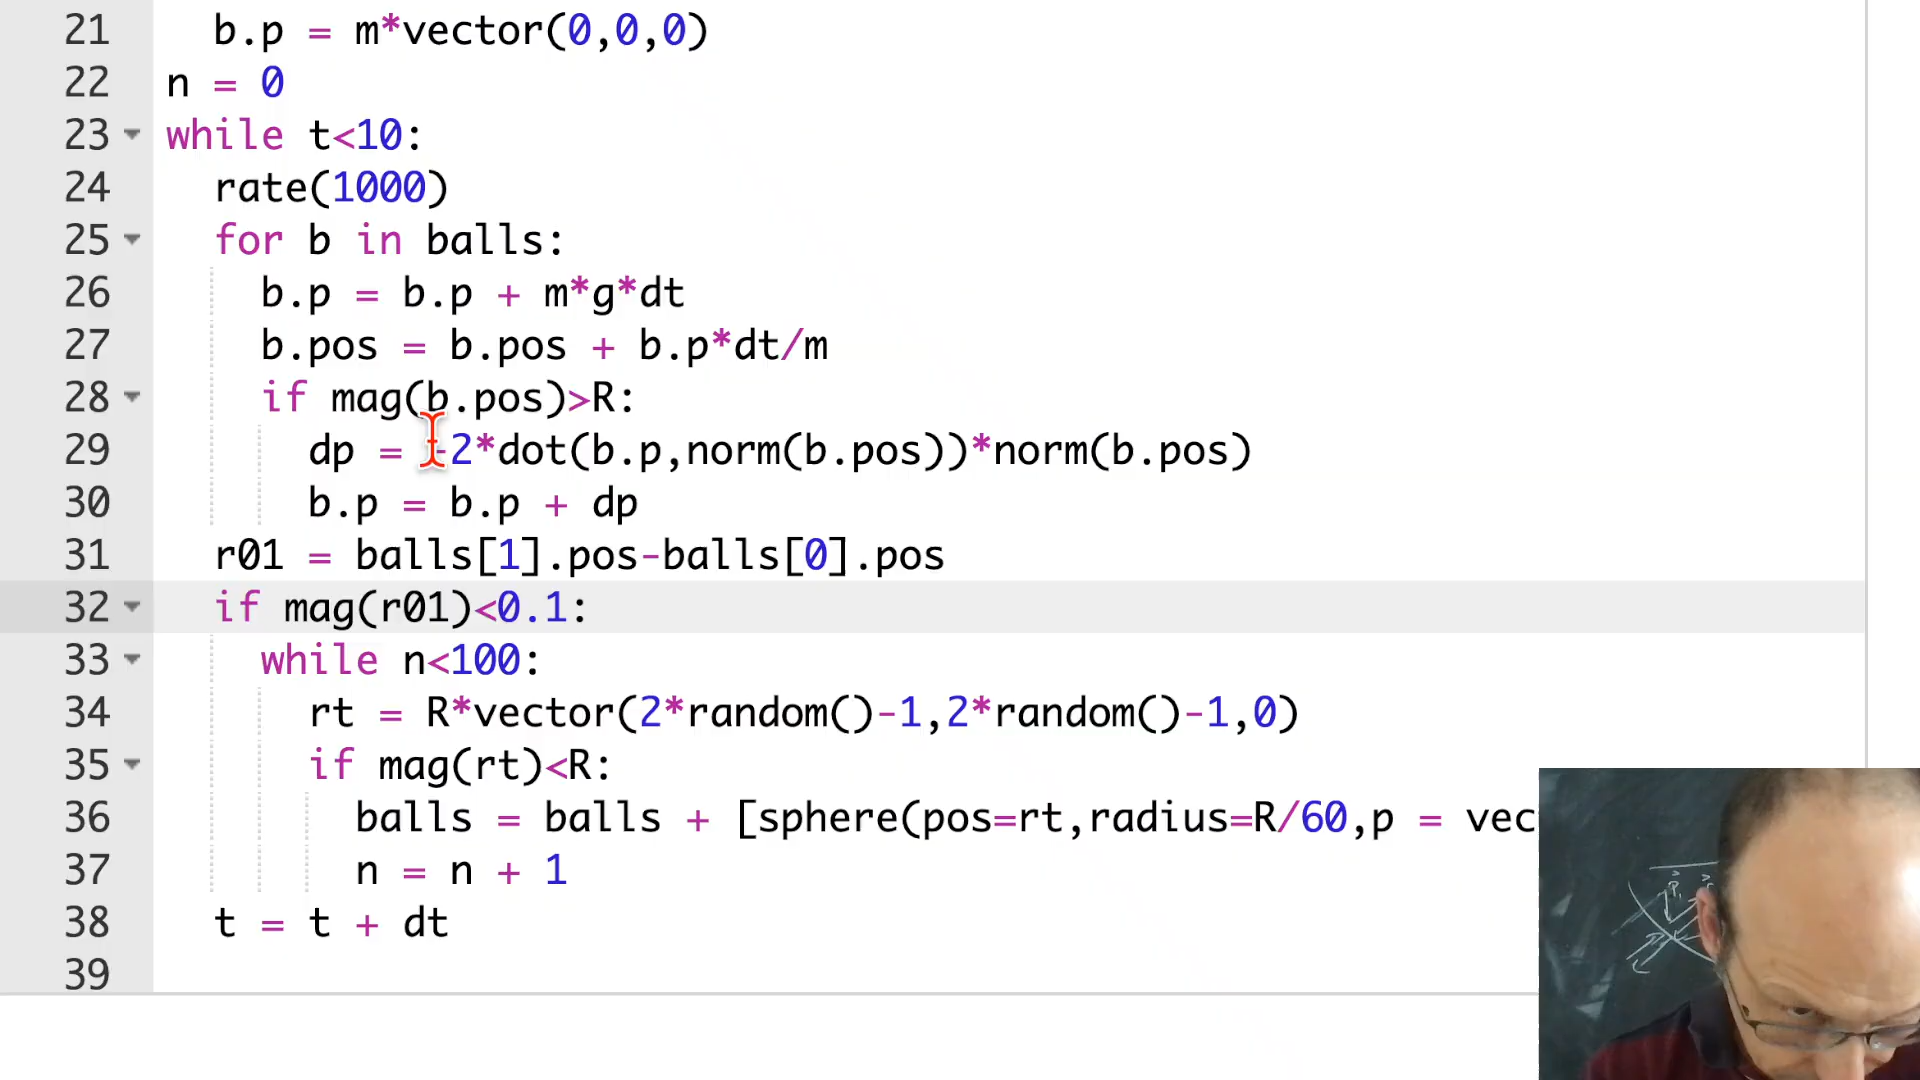 21 b.p = m*vector(0,0,0)
22 n = 0
23 while t<10:
24 rate(1000)
25 for b in balls:
26 b.p = b.p + m*g*dt
27 b.pos = b.pos + b.p*dt/m
28 if mag(b.pos)>R:
29 dp = -2*dot(b.p,norm(b.pos))*norm(b.pos)
30 b.p = b.p + dp
31 r01 = balls[1].pos-balls[0].pos
32 if mag(r01)<0.1:
33 while n<100:
34 rt = R*vector(2*random()-1,2*random()-1,0)
35 if mag(rt)<R:
36 balls = balls + [sphere(pos=rt,radius=R/60,p = vec
37 n = n + 1
38 t = t + dt
39